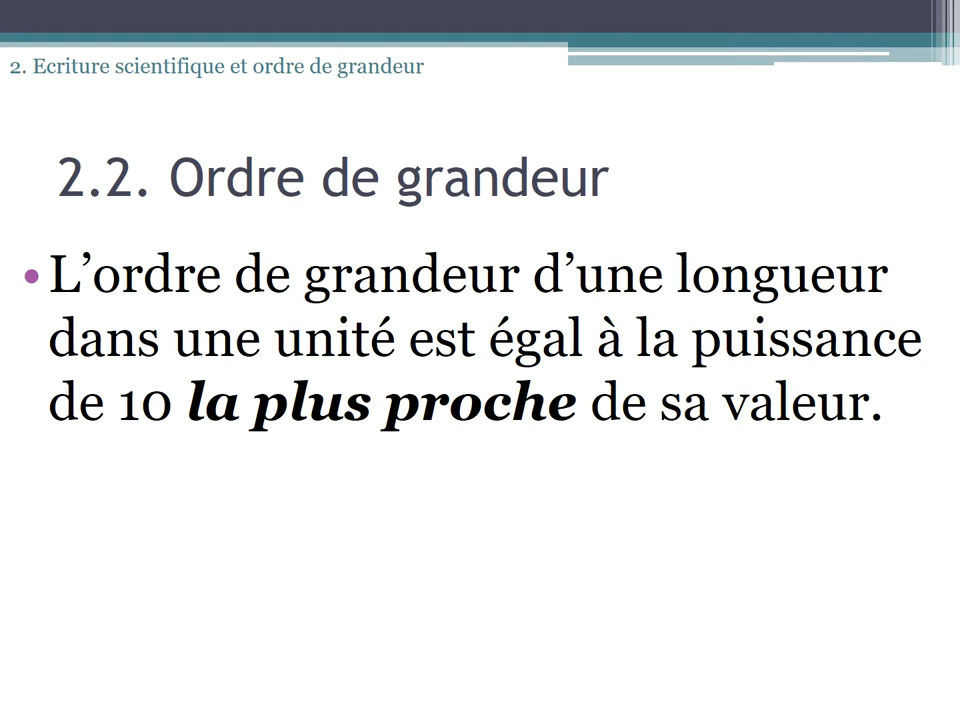 2. Ecriture scientifique et ordre de grandeur
2.2. Ordre de grandeur
•L’ordre de grandeur d’une longueur
dans une unité est égal à la puissance
de 10 la plus proche de sa valeur.